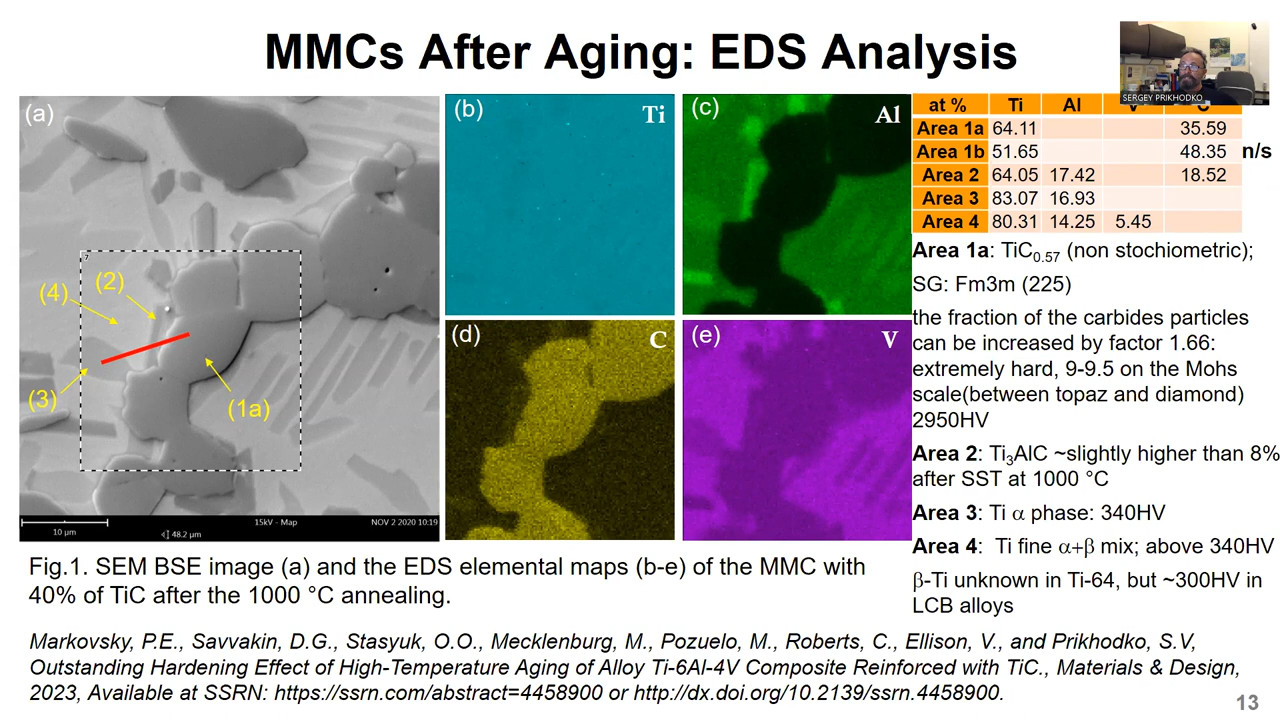 MMCs After Aging: EDS Analysis
SERGEY PRIKHODKO
(a)
(4)
(2)
(3)
(1a)
10 µm
48.2 µm
15kV - Map
NOV 2 2020 10:19
(b)
Ti
(c)
Al
(d)
C
(e)
V
at % Ti Al
Area 1a 64.11 35.59
Area 1b 51.65 48.35
n/s
Area 2 64.05 17.42 18.52
Area 3 83.07 16.93
Area 4 80.31 14.25 5.45
Area 1a: TiC0.57 (non stochiometric);
SG: Fm3m (225)
the fraction of the carbides particles
can be increased by factor 1.66:
extremely hard, 9-9.5 on the Mohs
scale(between topaz and diamond)
2950HV
Area 2: Ti3AlC ~slightly higher than 8%
after SST at 1000 °C
Area 3: Ti α phase: 340HV
Area 4: Ti fine α+β mix; above 340HV
β-Ti unknown in Ti-64, but ~300HV in
LCB alloys
Fig.1. SEM BSE image (a) and the EDS elemental maps (b-e) of the MMC with
40% of TiC after the 1000 °C annealing.
Markovsky, P.E., Savvakin, D.G., Stasyuk, O.O., Mecklenburg, M., Pozuelo, M., Roberts, C., Ellison, V., and Prikhodko, S.V,
Outstanding Hardening Effect of High-Temperature Aging of Alloy Ti-6Al-4V Composite Reinforced with TiC., Materials & Design,
2023, Available at SSRN: https://ssrn.com/abstract=4458900 or http://dx.doi.org/10.2139/ssrn.4458900.
13